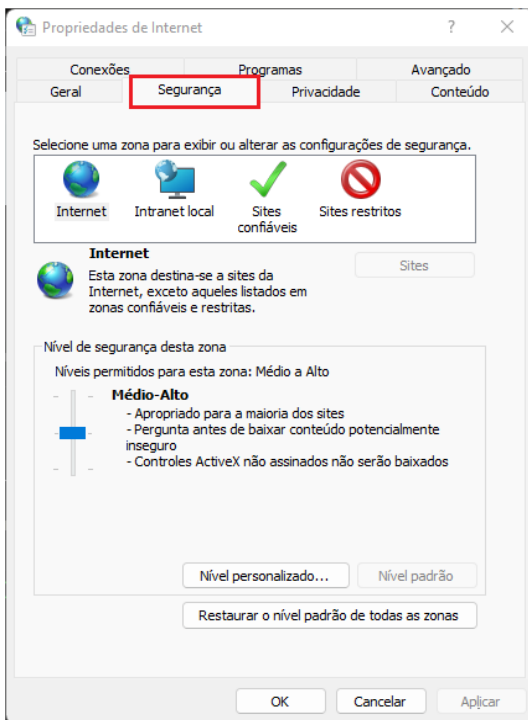 Propriedades de Internet
?
Conexões Programas Avançado
Geral Segurança Privacidade Conteúdo
Selecione uma zona para exibir ou alterar as configurações de segurança.
Internet Intranet local Sites confiáveis Sites restritos
Internet
Esta zona destina-se a sites da
Internet, exceto aqueles listados em
zonas confiáveis e restritas.
Sites
Nível de segurança desta zona
Níveis permitidos para esta zona: Médio a Alto
Médio-Alto
- Apropriado para a maioria dos sites
- Pergunta antes de baixar conteúdo potencialmente
inseguro
- Controles ActiveX não assinados não serão baixados
Nível personalizado... Nível padrão
Restaurar o nível padrão de todas as zonas
OK Cancelar Aplicar